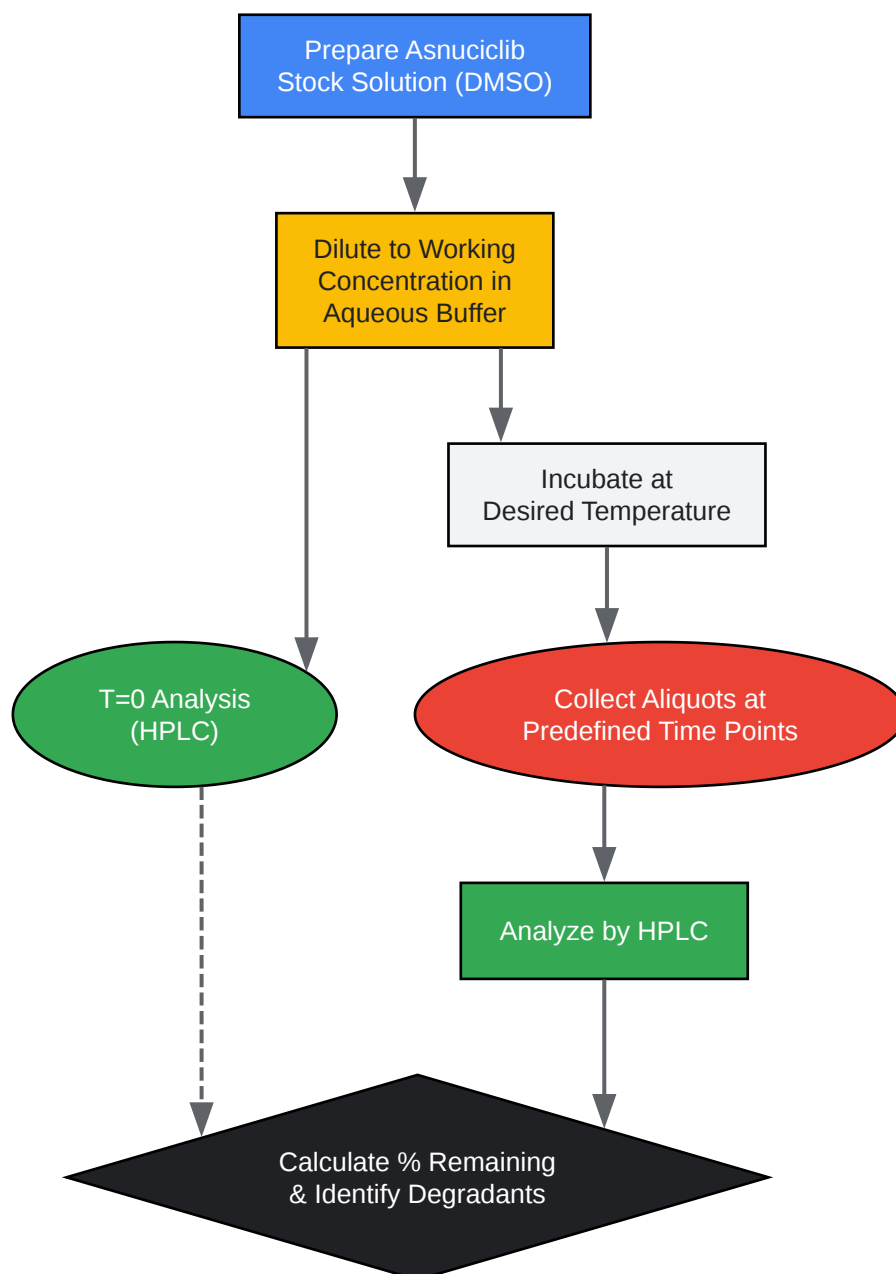 Prepare Asnuciclib
Stock Solution (DMSO)
Dilute to Working
Concentration in
Aqueous Buffer
Incubate at
Desired Temperature
T=0 Analysis
(HPLC)
Collect Aliquots at
Predefined Time Points
Analyze by HPLC
Calculate % Remaining
& Identify Degradants